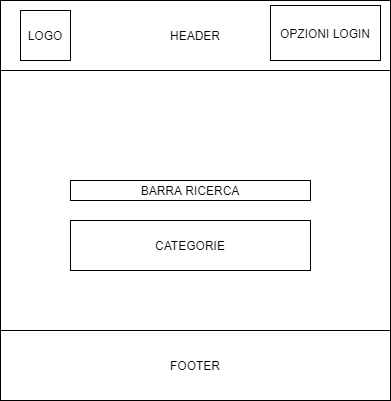 LOGO
HEADER
OPZIONI LOGIN
BARRA RICERCA
CATEGORIE
FOOTER